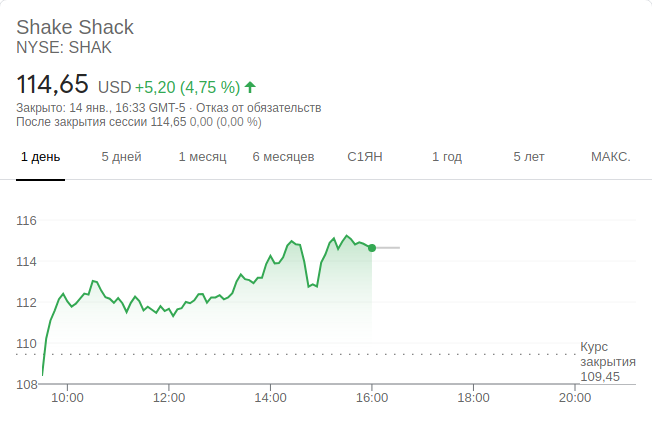 Shake Shack
NYSE: SHAK
114,65 USD +5,20 (4,75 %)
Закрыто: 14 янв., 16:33 GMT-5 · Отказ от обязательств
После закрытия сессии 114,65 0,00 (0,00 %)
1 день 5 дней 1 месяц 6 месяцев С1ЯН 1 год 5 лет МАКС.
116
114
112
110
Курс
закрытия
109,45
108
10:00 12:00 14:00 16:00 18:00 20:00